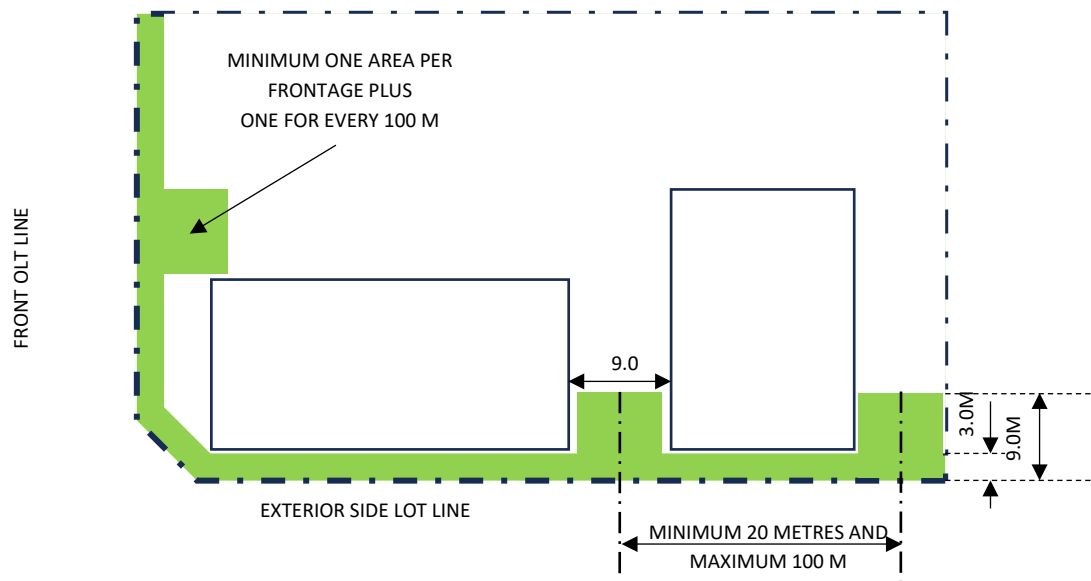 MINIMUM ONE AREA PER
FRONTAGE PLUS
ONE FOR EVERY 100 M
FRONT OLT LINE
9.0
3.0M
9.0M
EXTERIOR SIDE LOT LINE
MINIMUM 20 METRES AND
MAXIMUM 100 M